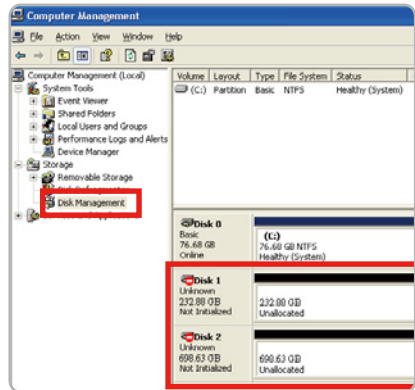 Computer Management
File Action View Window Help
Computer Management (Local)
System Tools
Event Viewer
Shared Folders
Local Users and Groups
Performance Logs and Alerts
Device Manager
Storage
Removable Storage
Disk Management
Volume Layout Type File System Status
(C:) Partition Basic NTFS Healthy (System)
Disk 0
Basic
76.68 GB
Online
(C:)
76.68 GB NTFS
Healthy (System)
Disk 1
Unknown
232.88 GB
Not Initialized
232.88 GB
Unallocated
Disk 2
Unknown
698.63 GB
Not Initialized
698.63 GB
Unallocated